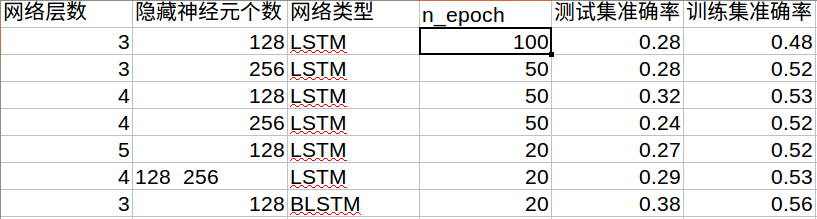 网络层数 隐藏神经元个数 网络类型 n_epoch 测试集准确率 训练集准确率
3 128 LSTM 100 0.28 0.48
3 256 LSTM 50 0.28 0.52
4 128 LSTM 50 0.32 0.53
4 256 LSTM 50 0.24 0.52
5 128 LSTM 20 0.27 0.52
4 128 256 LSTM 20 0.29 0.53
3 128 BLSTM 20 0.38 0.56